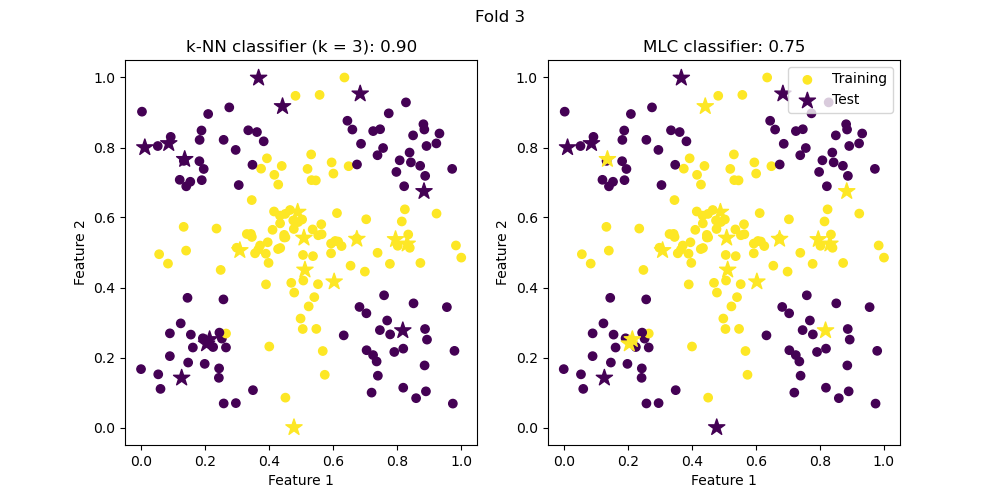 Fold 3
k-NN classifier (k = 3): 0.90
1.0
0.8
0.6
0.4
0.2
0.0
Feature 2
0.0 0.2 0.4 0.6 0.8 1.0
Feature 1
MLC classifier: 0.75
Training
Test
1.0
0.8
0.6
0.4
0.2
0.0
Feature 2
0.0 0.2 0.4 0.6 0.8 1.0
Feature 1